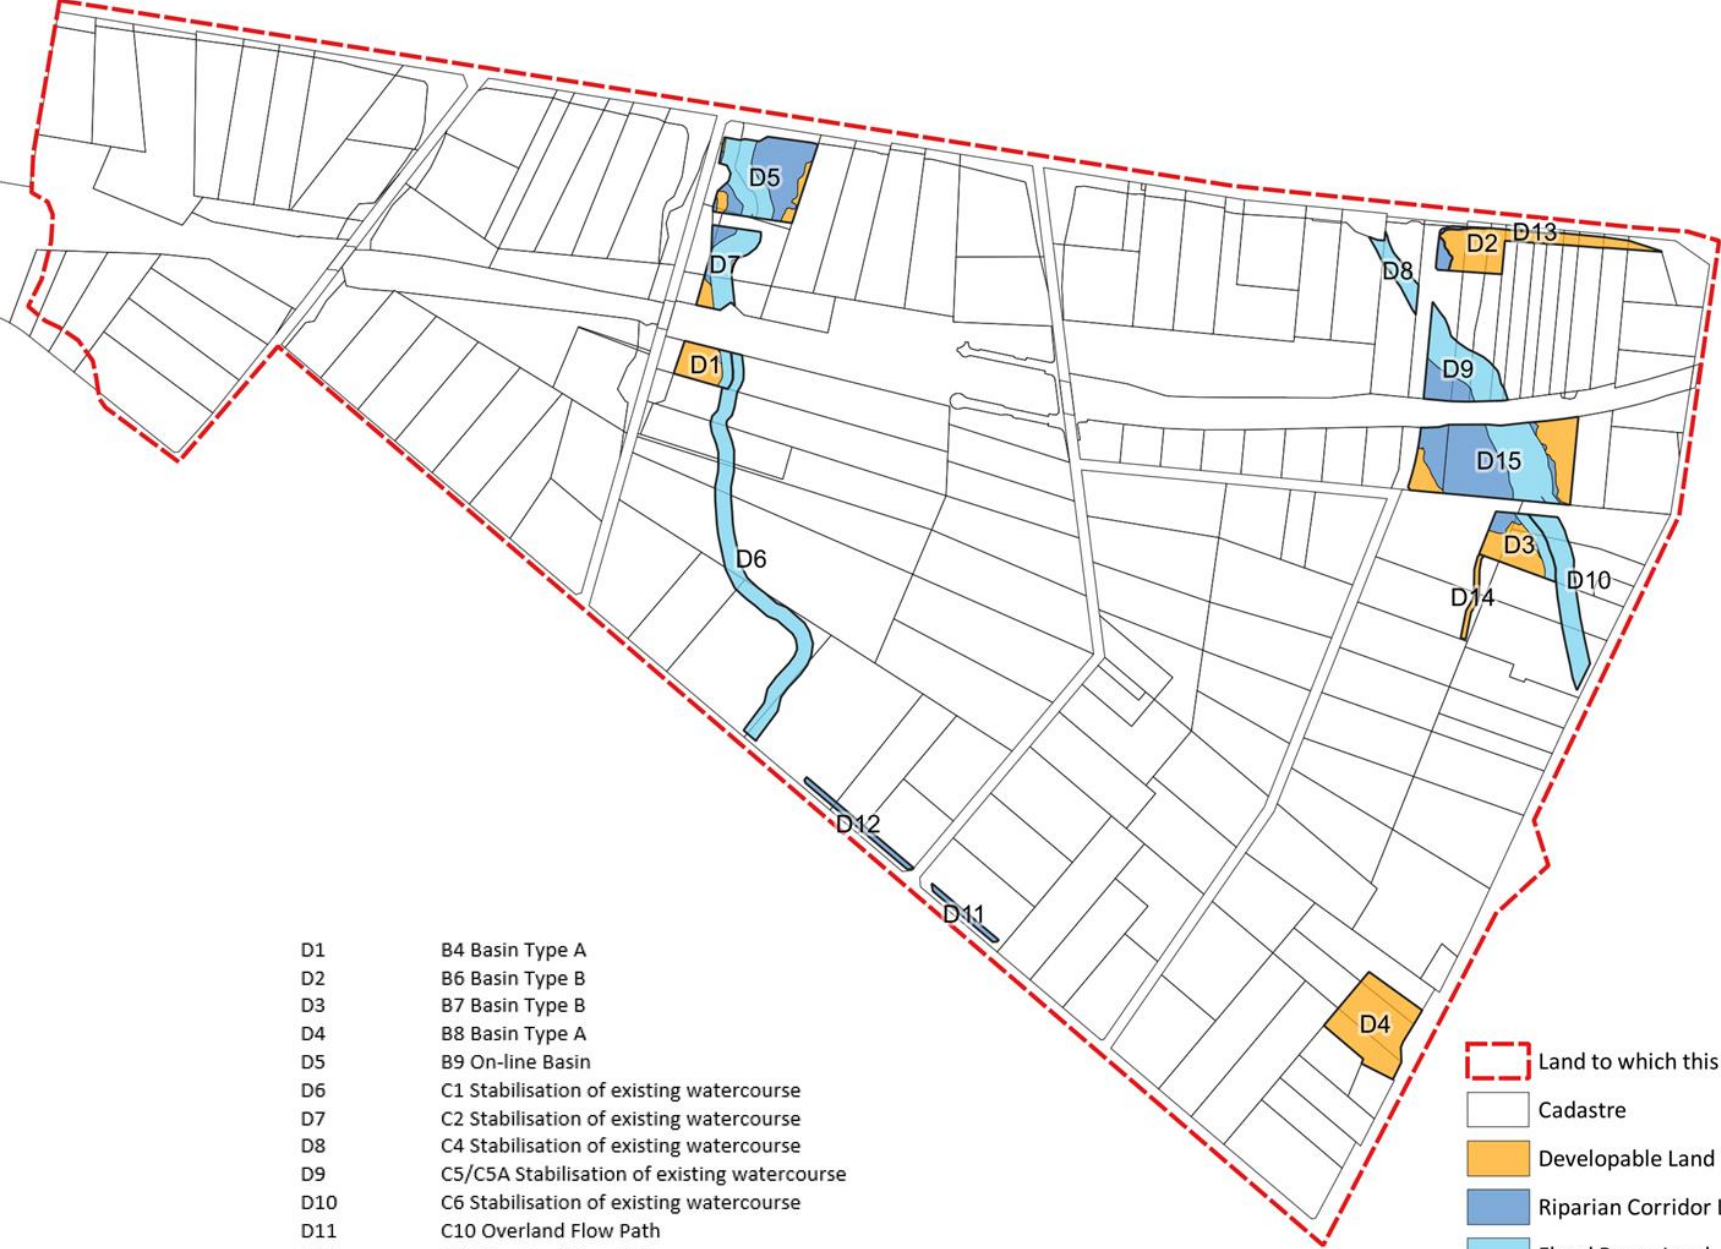 D5
D13
D2
D7
D8
D1
D9
D15
D6
D3
D14
D10
D12
D11
D4
D1 B4 Basin Type A
D2 B6 Basin Type B
D3 B7 Basin Type B
D4 B8 Basin Type A
D5 B9 On-line Basin
D6 C1 Stabilisation of existing watercourse
D7 C2 Stabilisation of existing watercourse
D8 C4 Stabilisation of existing watercourse
D9 C5/C5A Stabilisation of existing watercourse
D10 C6 Stabilisation of existing watercourse
D11 C10 Overland Flow Path
Land to which this
Cadastre
Developable Land
Riparian Corridor